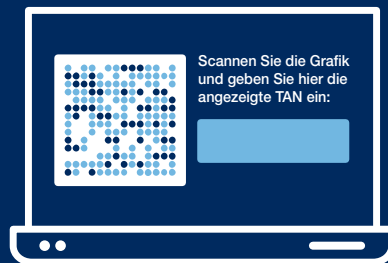 Scannen Sie die Grafik
und geben Sie hier die
angezeigte TAN ein: